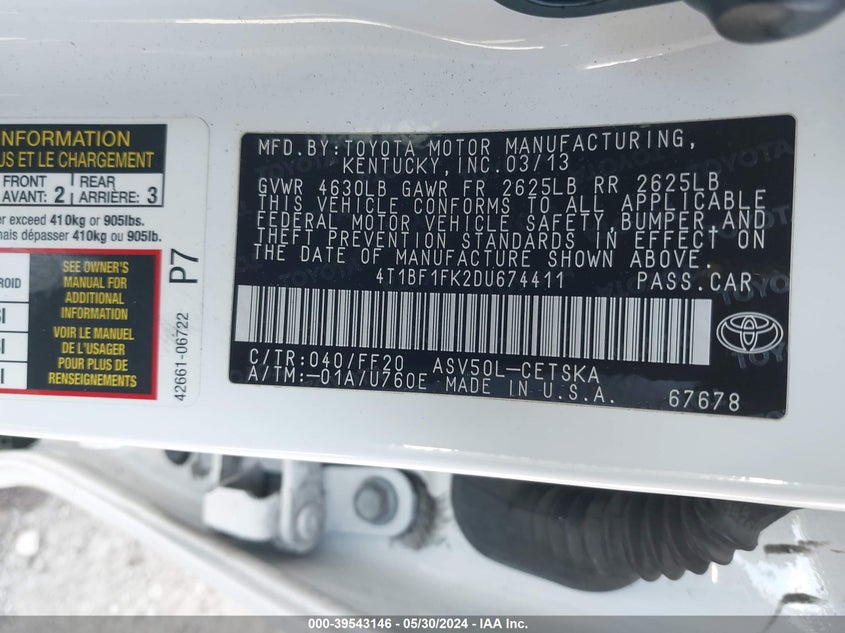 INFORMATION
US ET LE CHARGEMENT
FRONT
AVANT: 2
REAR
ARRIÈRE: 3
er exceed 410kg or 905lbs.
mais dépasser 410kg ou 905lb.
ROID
SEE OWNER'S
MANUAL FOR
ADDITIONAL
INFORMATION
VOIR LE MANUEL
DE L'USAGER
POUR PLUS DE
RENSEIGNEMENTS
P7
42661-06722
MFD.BY:TOYOTA MOTOR MANUFACTURING,
KENTUCKY,INC.03/13
GVWR 4630LB GAWR FR 2625LB RR 2625LB
THIS VEHICLE CONFORMS TO ALL APPLICABLE
FEDERAL MOTOR VEHICLE SAFETY,BUMPER,AND
THEFT PREVENTION STANDARDS IN EFFECT ON
THE DATE OF MANUFACTURE SHOWN ABOVE.
4T1BF1FK2DU674411 PASS.CAR
TOYOTA
C/TR:040/FF20 ASV50L-CETSKA
A/TM:-01A/U760E MADE IN U.S.A.
67678
000-39543146 - 05/30/2024 - IAA Inc.